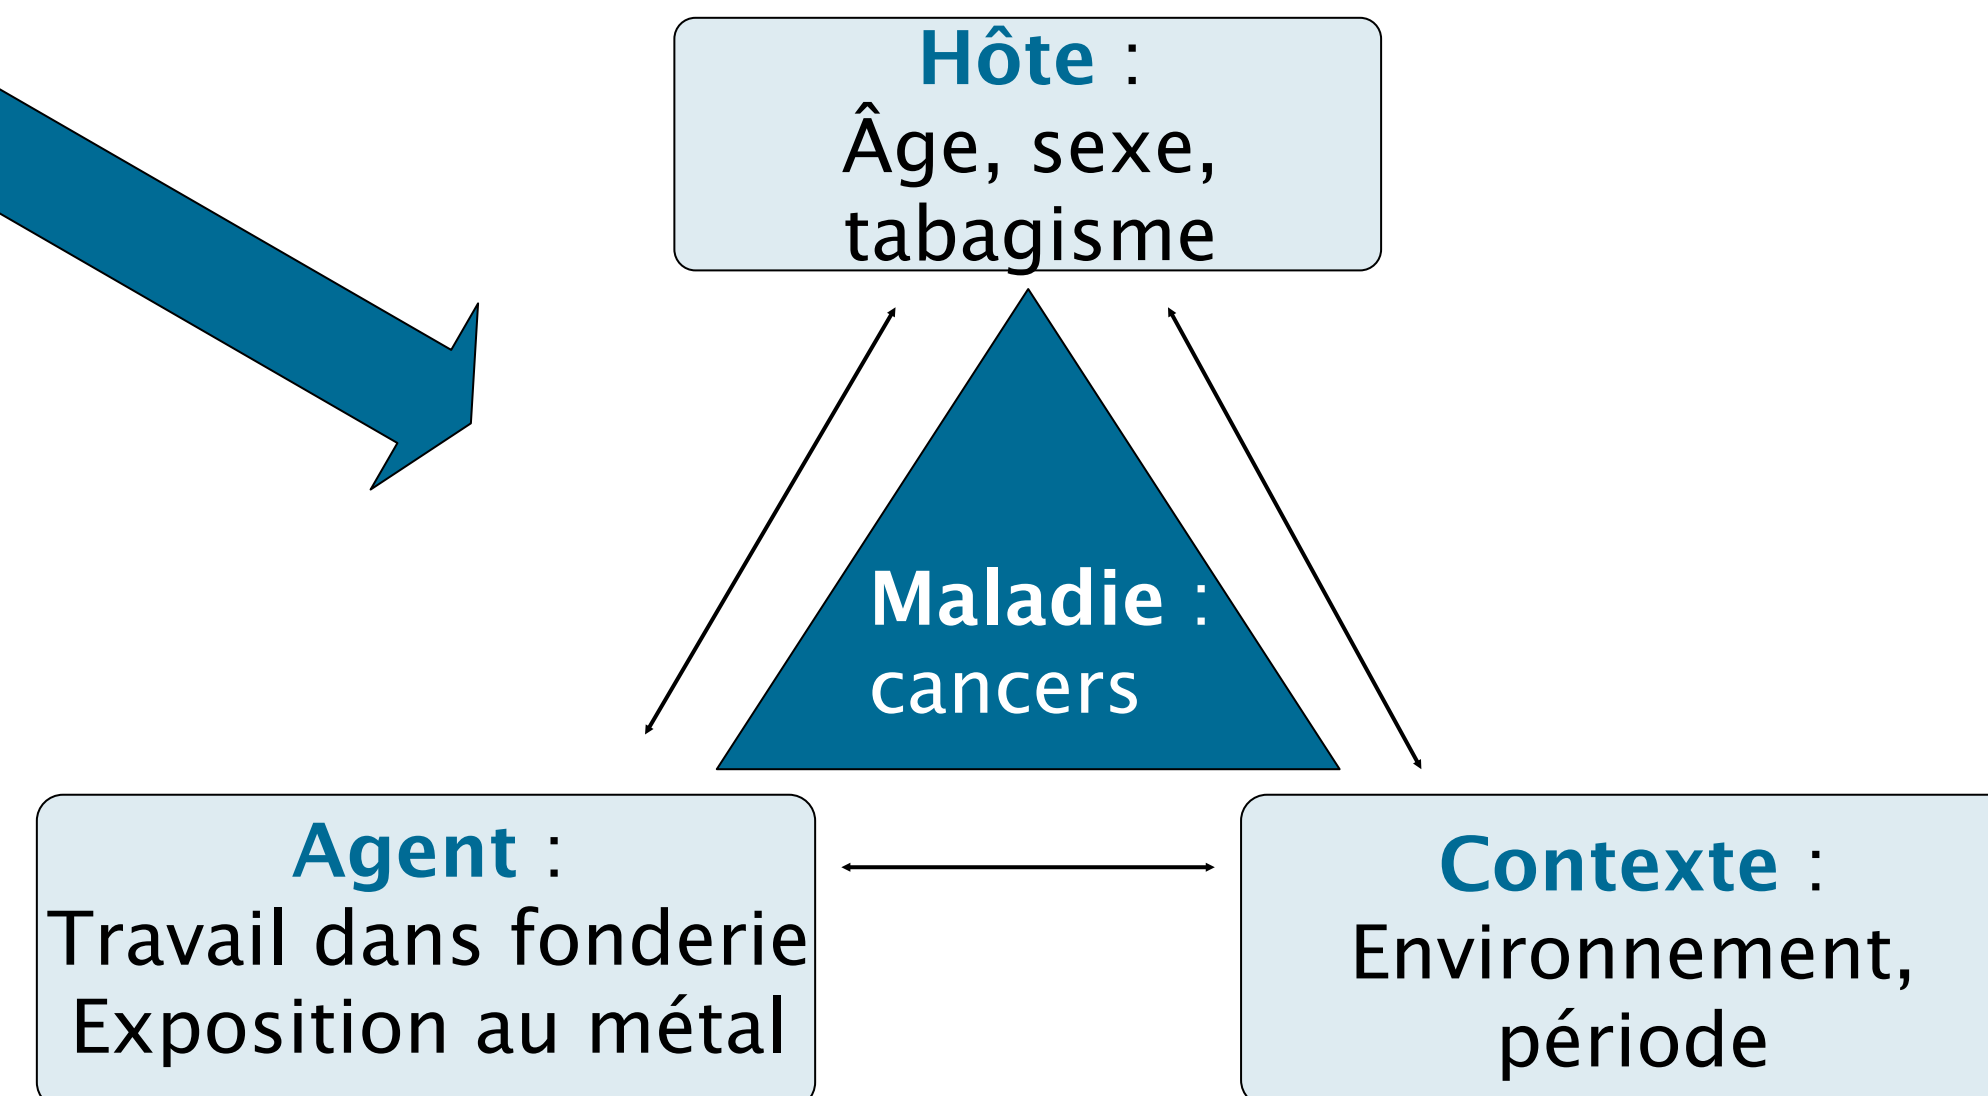 Hôte :
Âge, sexe,
tabagisme
Maladie :
cancers
Agent :
Travail dans fonderie
Exposition au métal
Contexte :
Environnement,
période